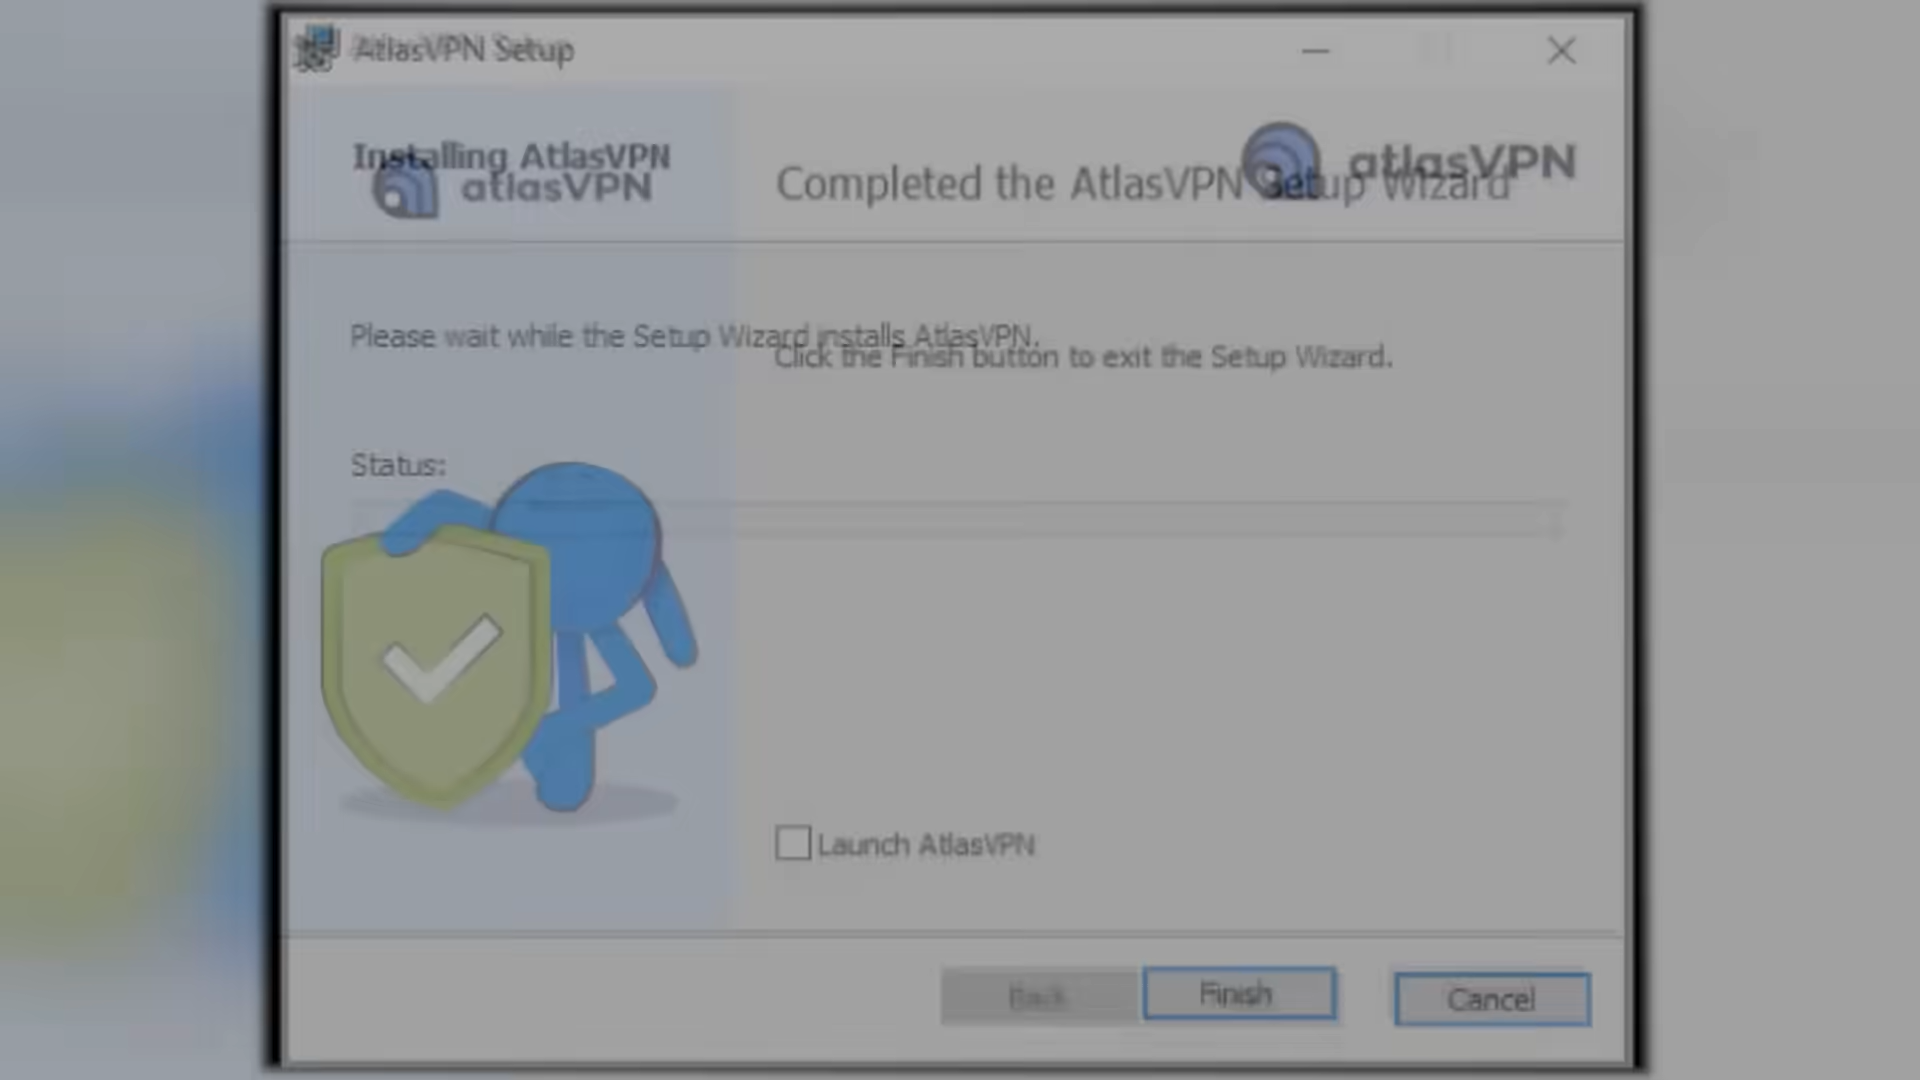 AtlasVPN Setup
Installing AtlasVPN
atlasVPN
atlasVPN
Completed the AtlasVPN Setup Wizard
Please wait while the Setup Wizard installs AtlasVPN.
Click the Finish button to exit the Setup Wizard.
Status:
Launch AtlasVPN
Back
Finish
Cancel